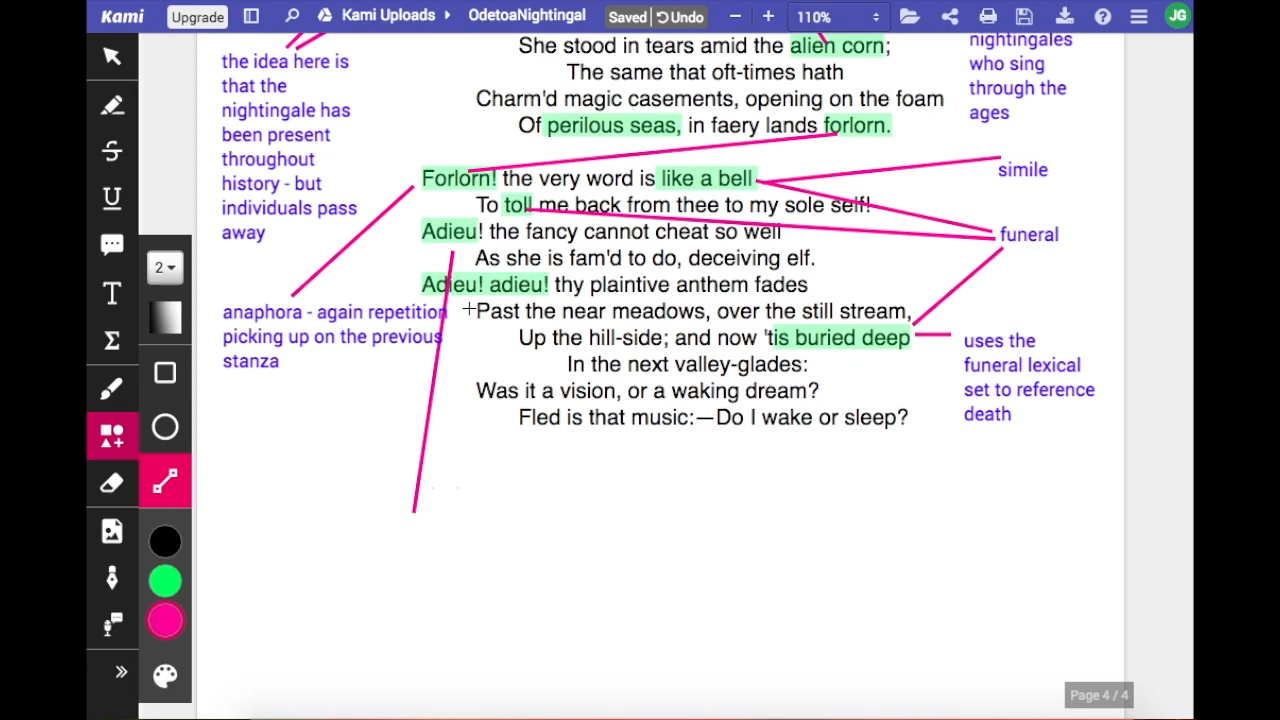 Kami
Upgrade
Kami Uploads
OdetoaNightingal
Saved
Undo
110%
JG
the idea here is
that the
nightingale has
been present
throughout
history - but
individuals pass
away
anaphora - again repetition
picking up on the previous
stanza
She stood in tears amid the alien corn;
The same that oft-times hath
Charm'd magic casements, opening on the foam
Of perilous seas, in faery lands forlorn.
Forlorn! the very word is like a bell
To toll me back from thee to my sole self!
Adieu! the fancy cannot cheat so well
As she is fam'd to do, deceiving elf.
Adieu! adieu! thy plaintive anthem fades
Past the near meadows, over the still stream,
Up the hill-side; and now 'tis buried deep
In the next valley-glades:
Was it a vision, or a waking dream?
Fled is that music:—Do I wake or sleep?
nightingales
who sing
through the
ages
simile
funeral
uses the
funeral lexical
set to reference
death
2
Page 4 / 4